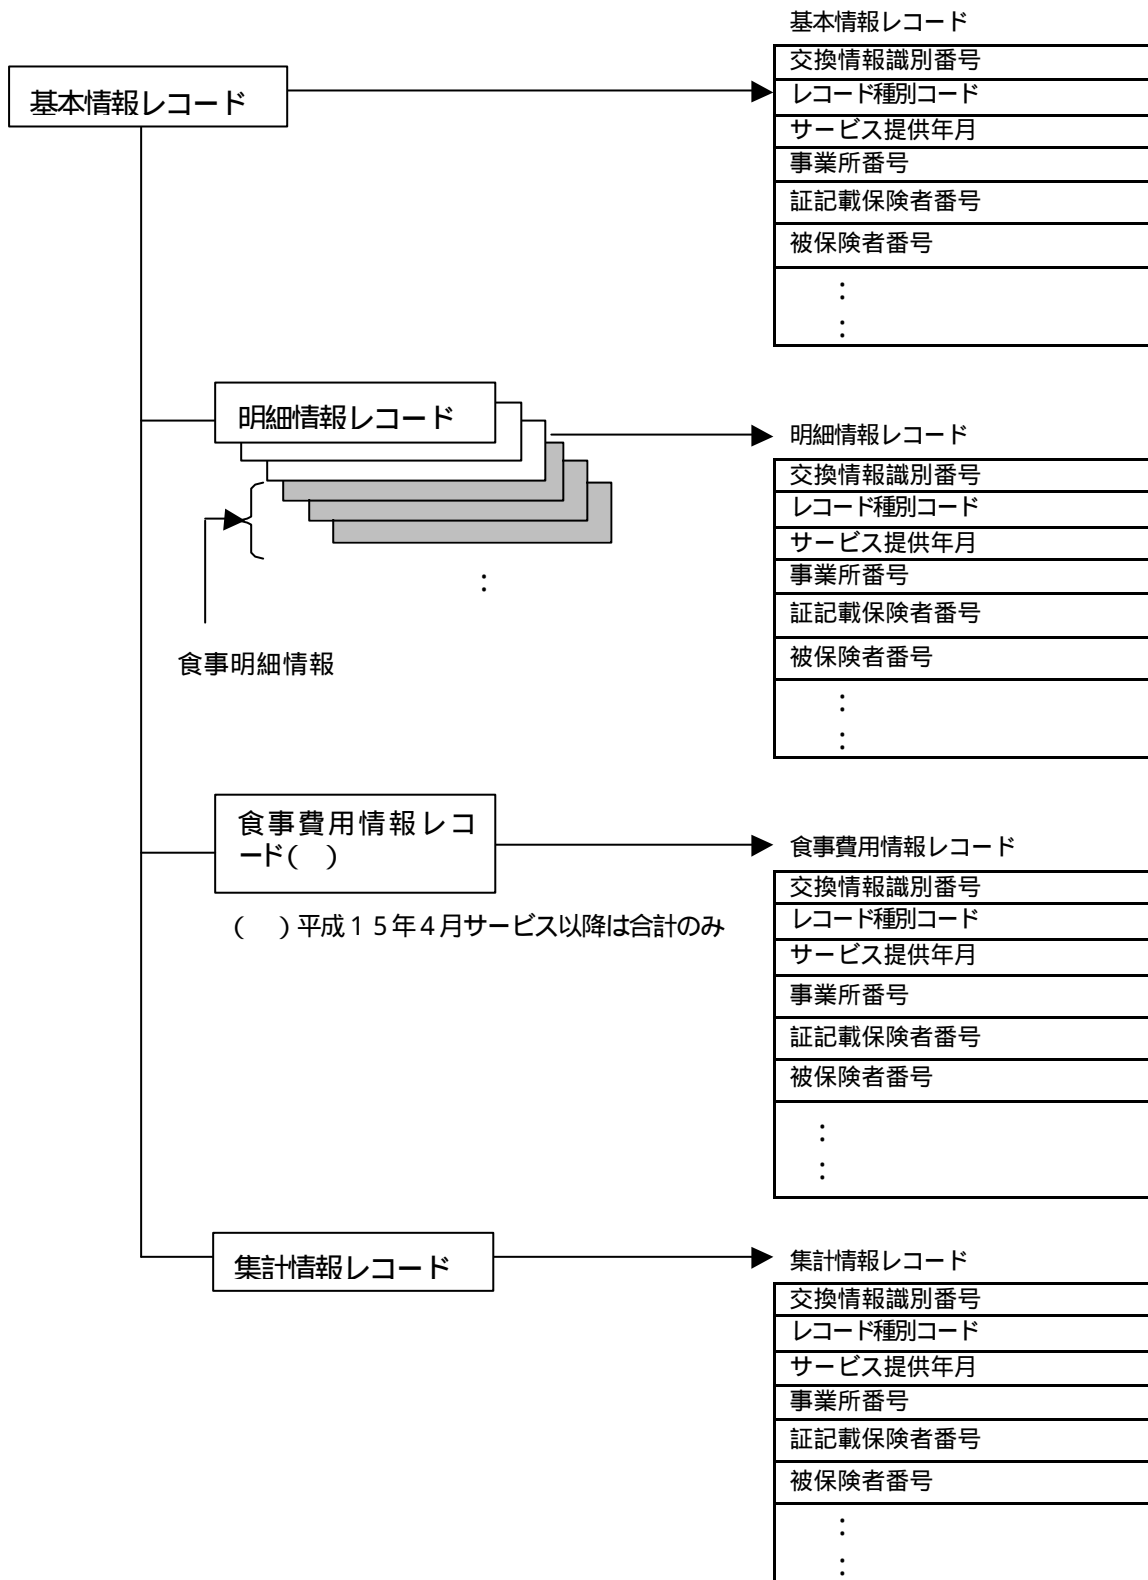 基本情報レコード
基本情報レコード
交換情報識別番号
レコード種別コード
サービス提供年月
事業所番号
証記載保険者番号
被保険者番号
：
：
明細情報レコード
：
食事明細情報
明細情報レコード
交換情報識別番号
レコード種別コード
サービス提供年月
事業所番号
証記載保険者番号
被保険者番号
：
：
食事費用情報レコ
ード(　)
(　)平成１５年４月サービス以降は合計のみ
食事費用情報レコード
交換情報識別番号
レコード種別コード
サービス提供年月
事業所番号
証記載保険者番号
被保険者番号
：
：
集計情報レコード
集計情報レコード
交換情報識別番号
レコード種別コード
サービス提供年月
事業所番号
証記載保険者番号
被保険者番号
：
：